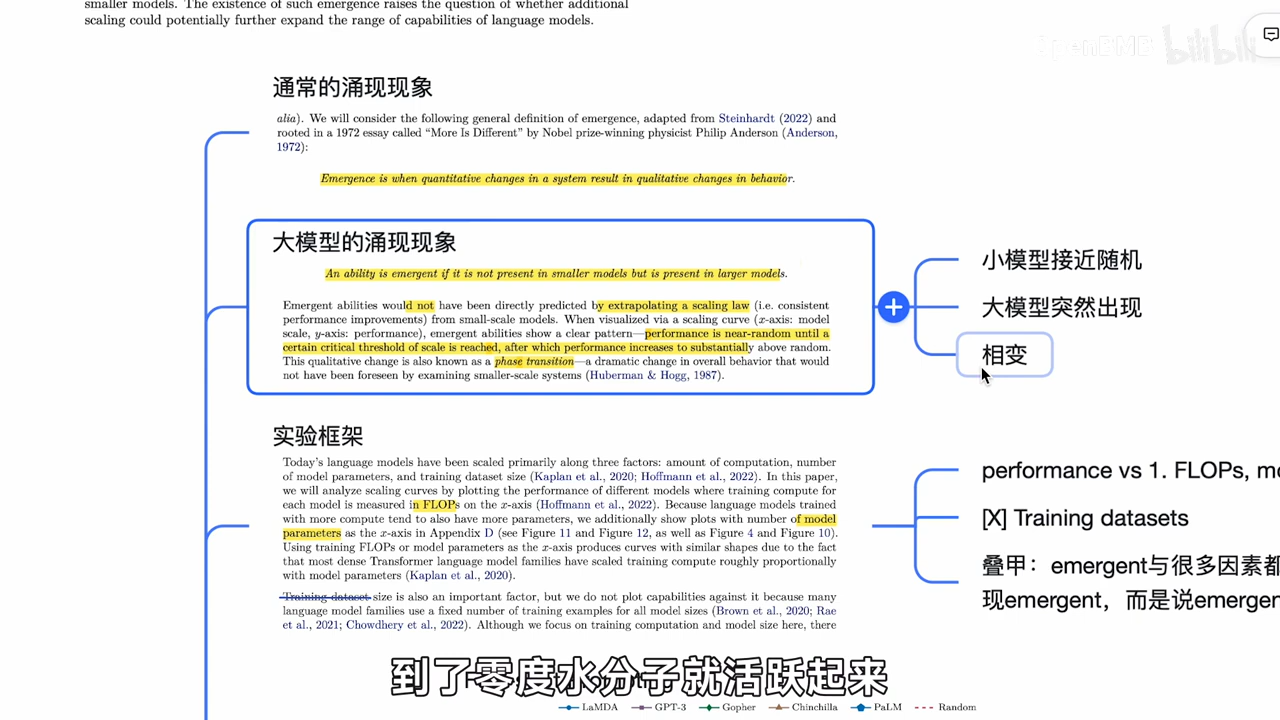 smaller models. The existence of such emergence raises the question of whether additional
scaling could potentially further expand the range of capabilities of language models.
OpenBMB bilibili
通常的涌现现象
alia). We will consider the following general definition of emergence, adapted from Steinhardt (2022) and
rooted in a 1972 essay called “More Is Different” by Nobel prize-winning physicist Philip Anderson (Anderson,
1972):
Emergence is when quantitative changes in a system result in qualitative changes in behavior.
大模型的涌现现象
An ability is emergent if it is not present in smaller models but is present in larger models.
Emergent abilities would not have been directly predicted by extrapolating a scaling law (i.e. consistent
performance improvements) from small-scale models. When visualized via a scaling curve (x-axis: model
scale, y-axis: performance), emergent abilities show a clear pattern—performance is near-random until a
certain critical threshold of scale is reached, after which performance increases to substantially above random.
This qualitative change is also known as a phase transition—a dramatic change in overall behavior that would
not have been foreseen by examining smaller-scale systems (Huberman & Hogg, 1987).
小模型接近随机
大模型突然出现
相变
实验框架
Today’s language models have been scaled primarily along three factors: amount of computation, number
of model parameters, and training dataset size (Kaplan et al., 2020; Hoffmann et al., 2022). In this paper,
we will analyze scaling curves by plotting the performance of different models where training compute for
each model is measured in FLOPs on the x-axis (Hoffmann et al., 2022). Because language models trained
with more compute tend to also have more parameters, we additionally show plots with number of model
parameters as the x-axis in Appendix D (see Figure 11 and Figure 12, as well as Figure 4 and Figure 10).
Using training FLOPs or model parameters as the x-axis produces curves with similar shapes due to the fact
that most dense Transformer language model families have scaled training compute roughly proportionally
with model parameters (Kaplan et al., 2020).
Training dataset size is also an important factor, but we do not plot capabilities against it because many
language model families use a fixed number of training examples for all model sizes (Brown et al., 2020; Rae
et al., 2021; Chowdhery et al., 2022). Although we focus on training computation and model size here, there
performance vs 1. FLOPs, mo
[X] Training datasets
叠甲：emergent与很多因素都
现emergent，而是说emergen
到了零度水分子就活跃起来
LaMDA GPT-3 Gopher Chinchilla PaLM Random